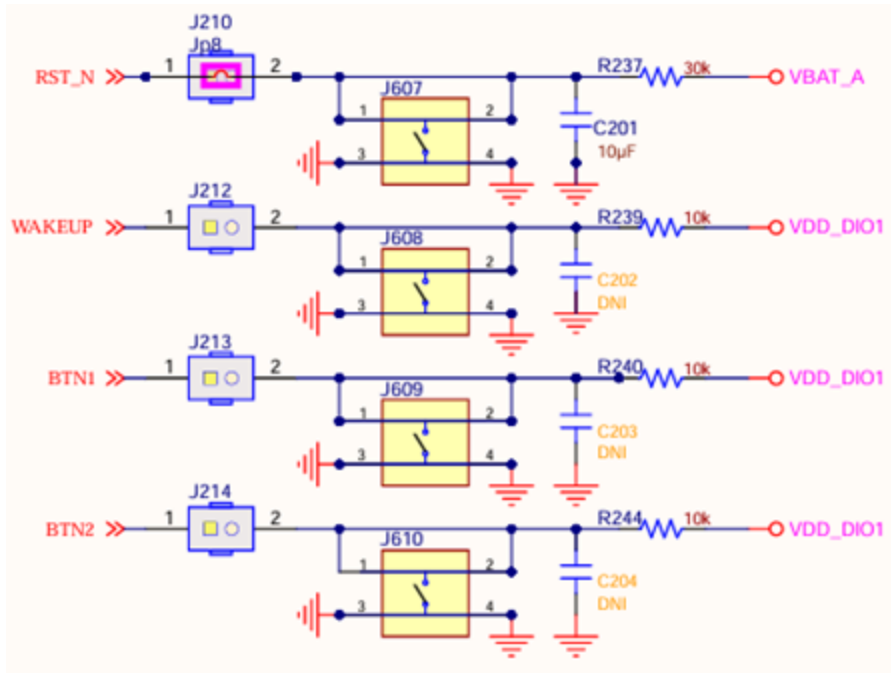 J210
Jp8
RST_N 1 2 R237 30k VBAT_A
J607
1 2
C201
10µF
3 4
J212
WAKEUP 1 2 R239 10k VDD_DIO1
J608
1 2
C202
DNI
3 4
J213
BTN1 1 2 R240 10k VDD_DIO1
J609
1 2
C203
DNI
3 4
J214
BTN2 1 2 R244 10k VDD_DIO1
J610
1 2
C204
DNI
3 4